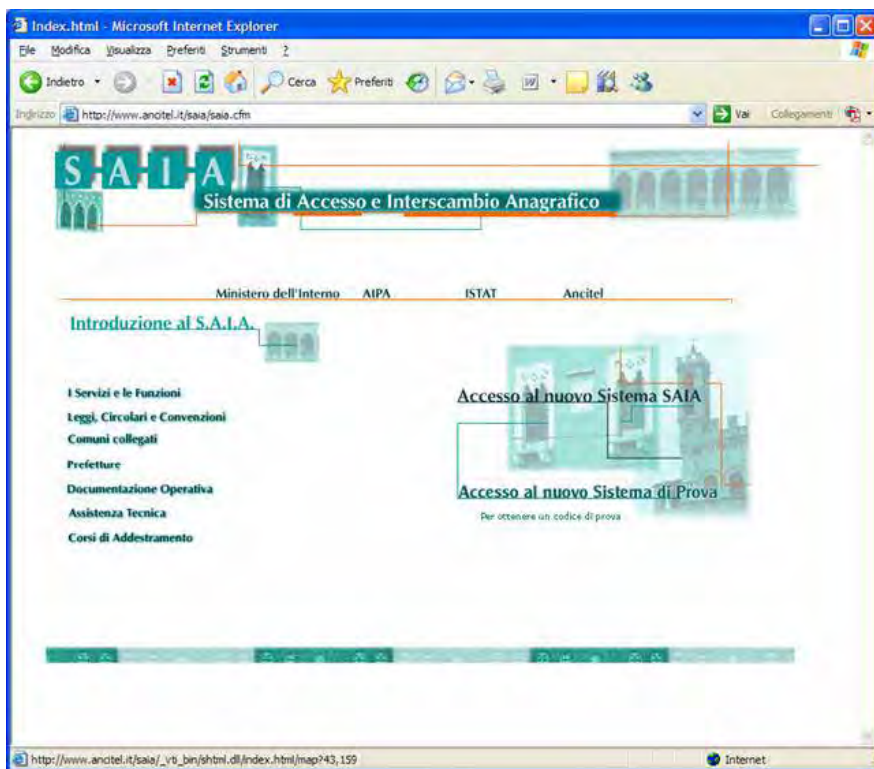 Index.html - Microsoft Internet Explorer
File Modifica Visualizza Preferiti Strumenti ?
Indietro Cerca Preferiti
Indirizzo http://www.ancitel.it/saia/saia.cfm Vai Collegamenti
S A I A
Sistema di Accesso e Interscambio Anagrafico
Ministero dell'Interno AIPA ISTAT Ancitel
Introduzione al S.A.I.A.
I Servizi e le Funzioni
Accesso al nuovo Sistema SAIA
Leggi, Circolari e Convenzioni
Comuni collegati
Prefetture
Documentazione Operativa
Accesso al nuovo Sistema di Prova
Assistenza Tecnica
Per ottenere un codice di prova
Corsi di Addestramento
http://www.ancitel.it/saia/_vti_bin/shtml.dll/index.html/map?43,159 Internet